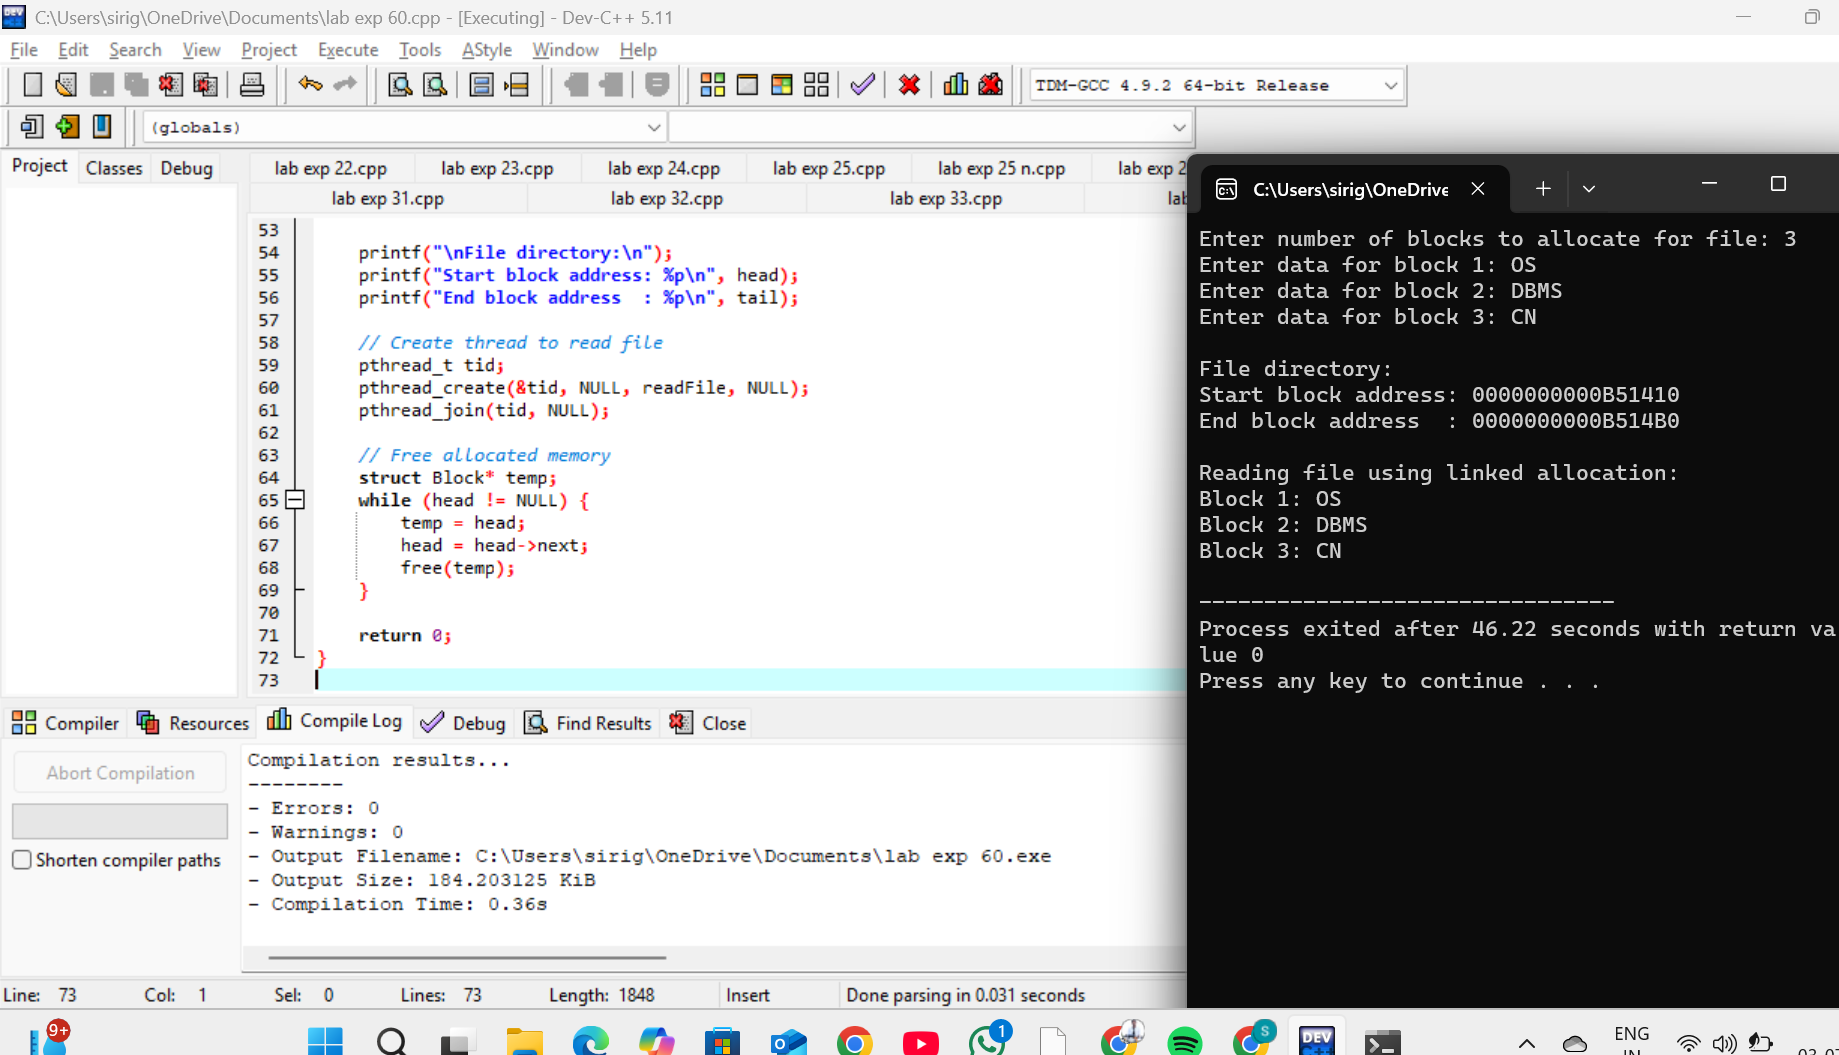 C:\Users\sirig\OneDrive\Documents\lab exp 60.cpp - [Executing] - Dev-C++ 5.11
File Edit Search View Project Execute Tools AStyle Window Help
TDM-GCC 4.9.2 64-bit Release
(globals)
Project Classes Debug
lab exp 22.cpp lab exp 23.cpp lab exp 24.cpp lab exp 25.cpp lab exp 25 n.cpp lab exp 2
lab exp 31.cpp lab exp 32.cpp lab exp 33.cpp lab
53
54 printf("\nFile directory:\n");
55 printf("Start block address: %p\n", head);
56 printf("End block address  : %p\n", tail);
57
58 // Create thread to read file
59 pthread_t tid;
60 pthread_create(&tid, NULL, readFile, NULL);
61 pthread_join(tid, NULL);
62
63 // Free allocated memory
64 struct Block* temp;
65 while (head != NULL) {
66 temp = head;
67 head = head->next;
68 free(temp);
69 }
70
71 return 0;
72 }
73
C:\Users\sirig\OneDrive
Enter number of blocks to allocate for file: 3
Enter data for block 1: OS
Enter data for block 2: DBMS
Enter data for block 3: CN
File directory:
Start block address: 0000000000B51410
End block address  : 0000000000B514B0
Reading file using linked allocation:
Block 1: OS
Block 2: DBMS
Block 3: CN
--------------------------------
Process exited after 46.22 seconds with return va
lue 0
Press any key to continue . . .
Compiler Resources Compile Log Debug Find Results Close
Abort Compilation
Shorten compiler paths
Compilation results...
--------
- Errors: 0
- Warnings: 0
- Output Filename: C:\Users\sirig\OneDrive\Documents\lab exp 60.exe
- Output Size: 184.203125 KiB
- Compilation Time: 0.36s
Line: 73 Col: 1 Sel: 0 Lines: 73 Length: 1848 Insert Done parsing in 0.031 seconds
9+
1
S
DEV
ENG
IN